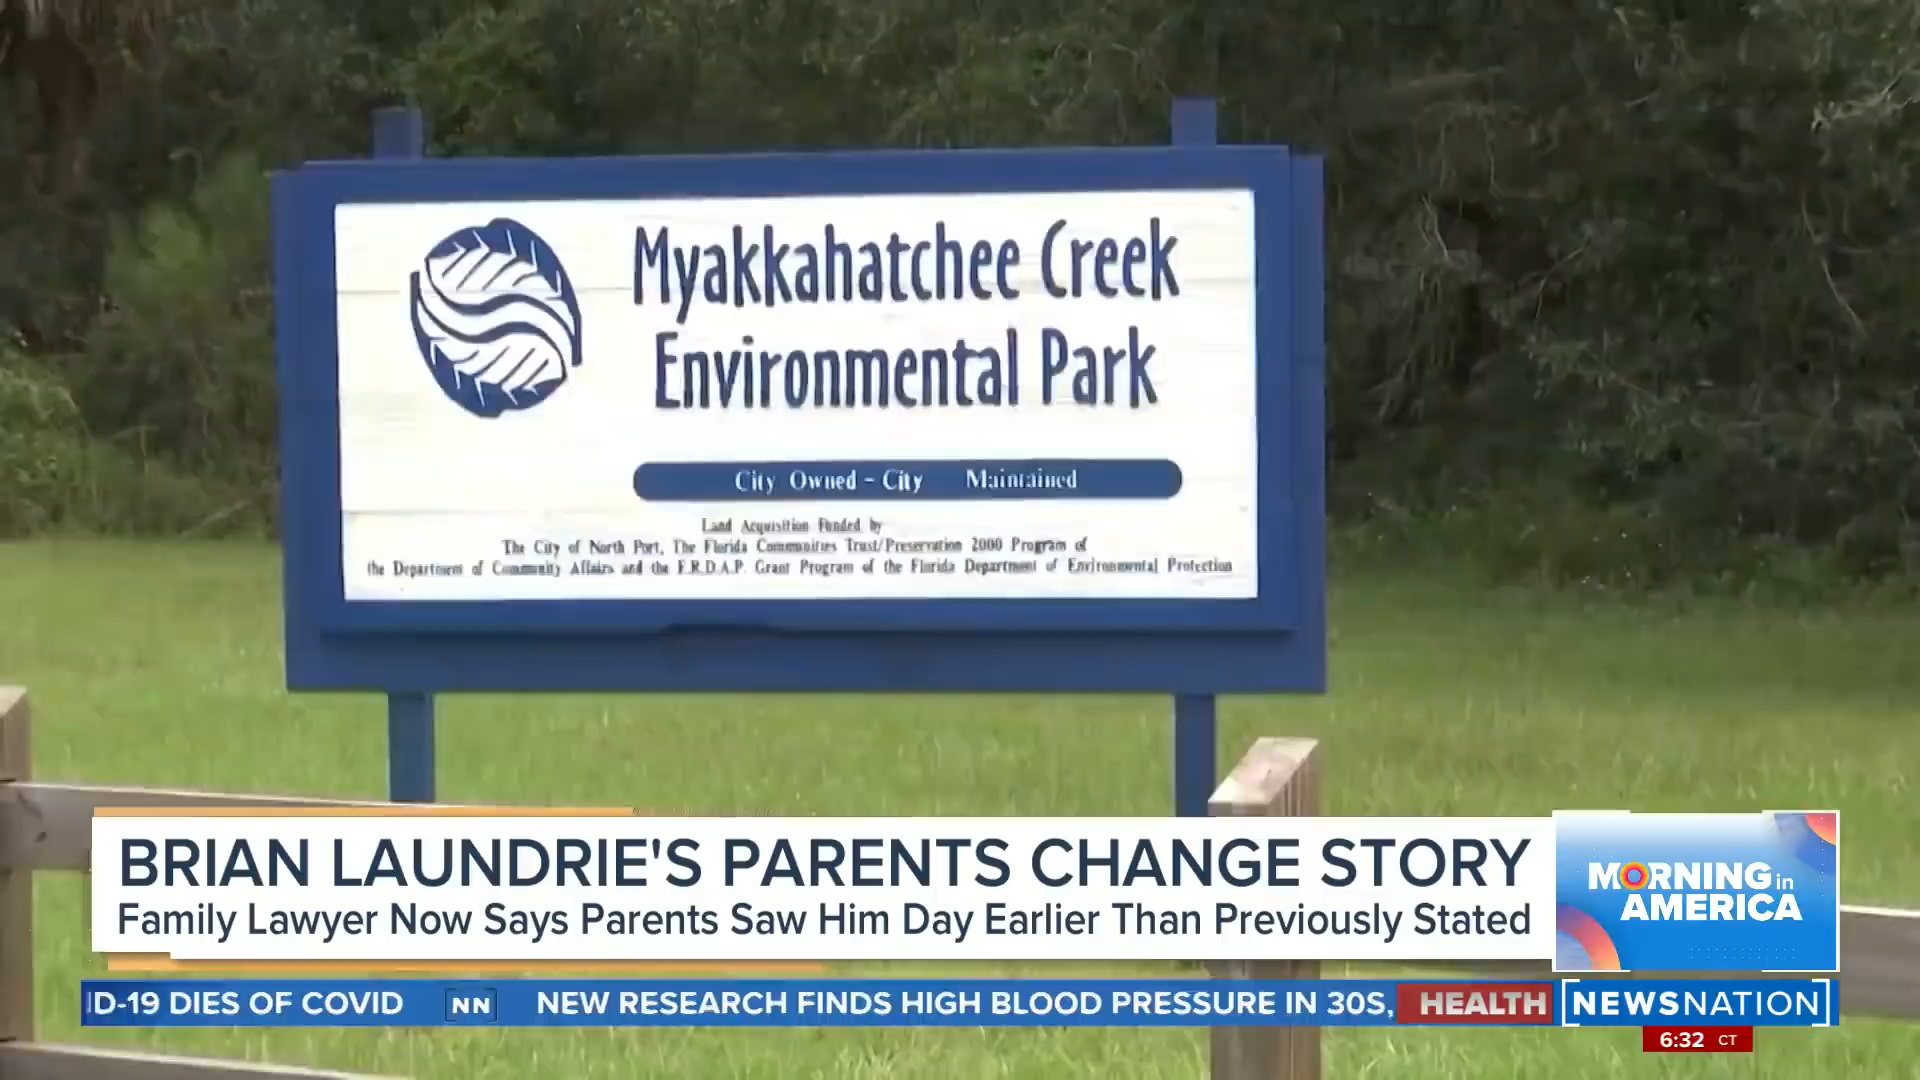 Myakkahatchee Creek
Environmental Park
City Owned - City Maintained
Land Acquisition Funded by
The City of North Port, The Florida Communities Trust/Preservation 2000 Program of
the Department of Community Affairs and the F.R.D.A.P. Grant Program of the Florida Department of Environmental Protection
BRIAN LAUNDRIE'S PARENTS CHANGE STORY
Family Lawyer Now Says Parents Saw Him Day Earlier Than Previously Stated
MORNING in
AMERICA
D-19 DIES OF COVID NN NEW RESEARCH FINDS HIGH BLOOD PRESSURE IN 30S, HEALTH
NEWSNATION
6:32 CT